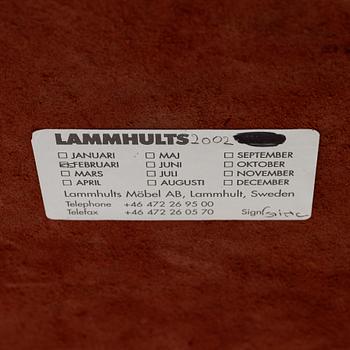 LAMMHULTS 2002
☐ JANUARI ☐ MAJ ☐ SEPTEMBER
☒ FEBRUARI ☐ JUNI ☐ OKTOBER
☐ MARS ☐ JULI ☐ NOVEMBER
☐ APRIL ☐ AUGUSTI ☐ DECEMBER
Lammhults Möbel AB, Lammhult, Sweden
Telephone +46 472 26 95 00
Telefax +46 472 26 05 70 Sign